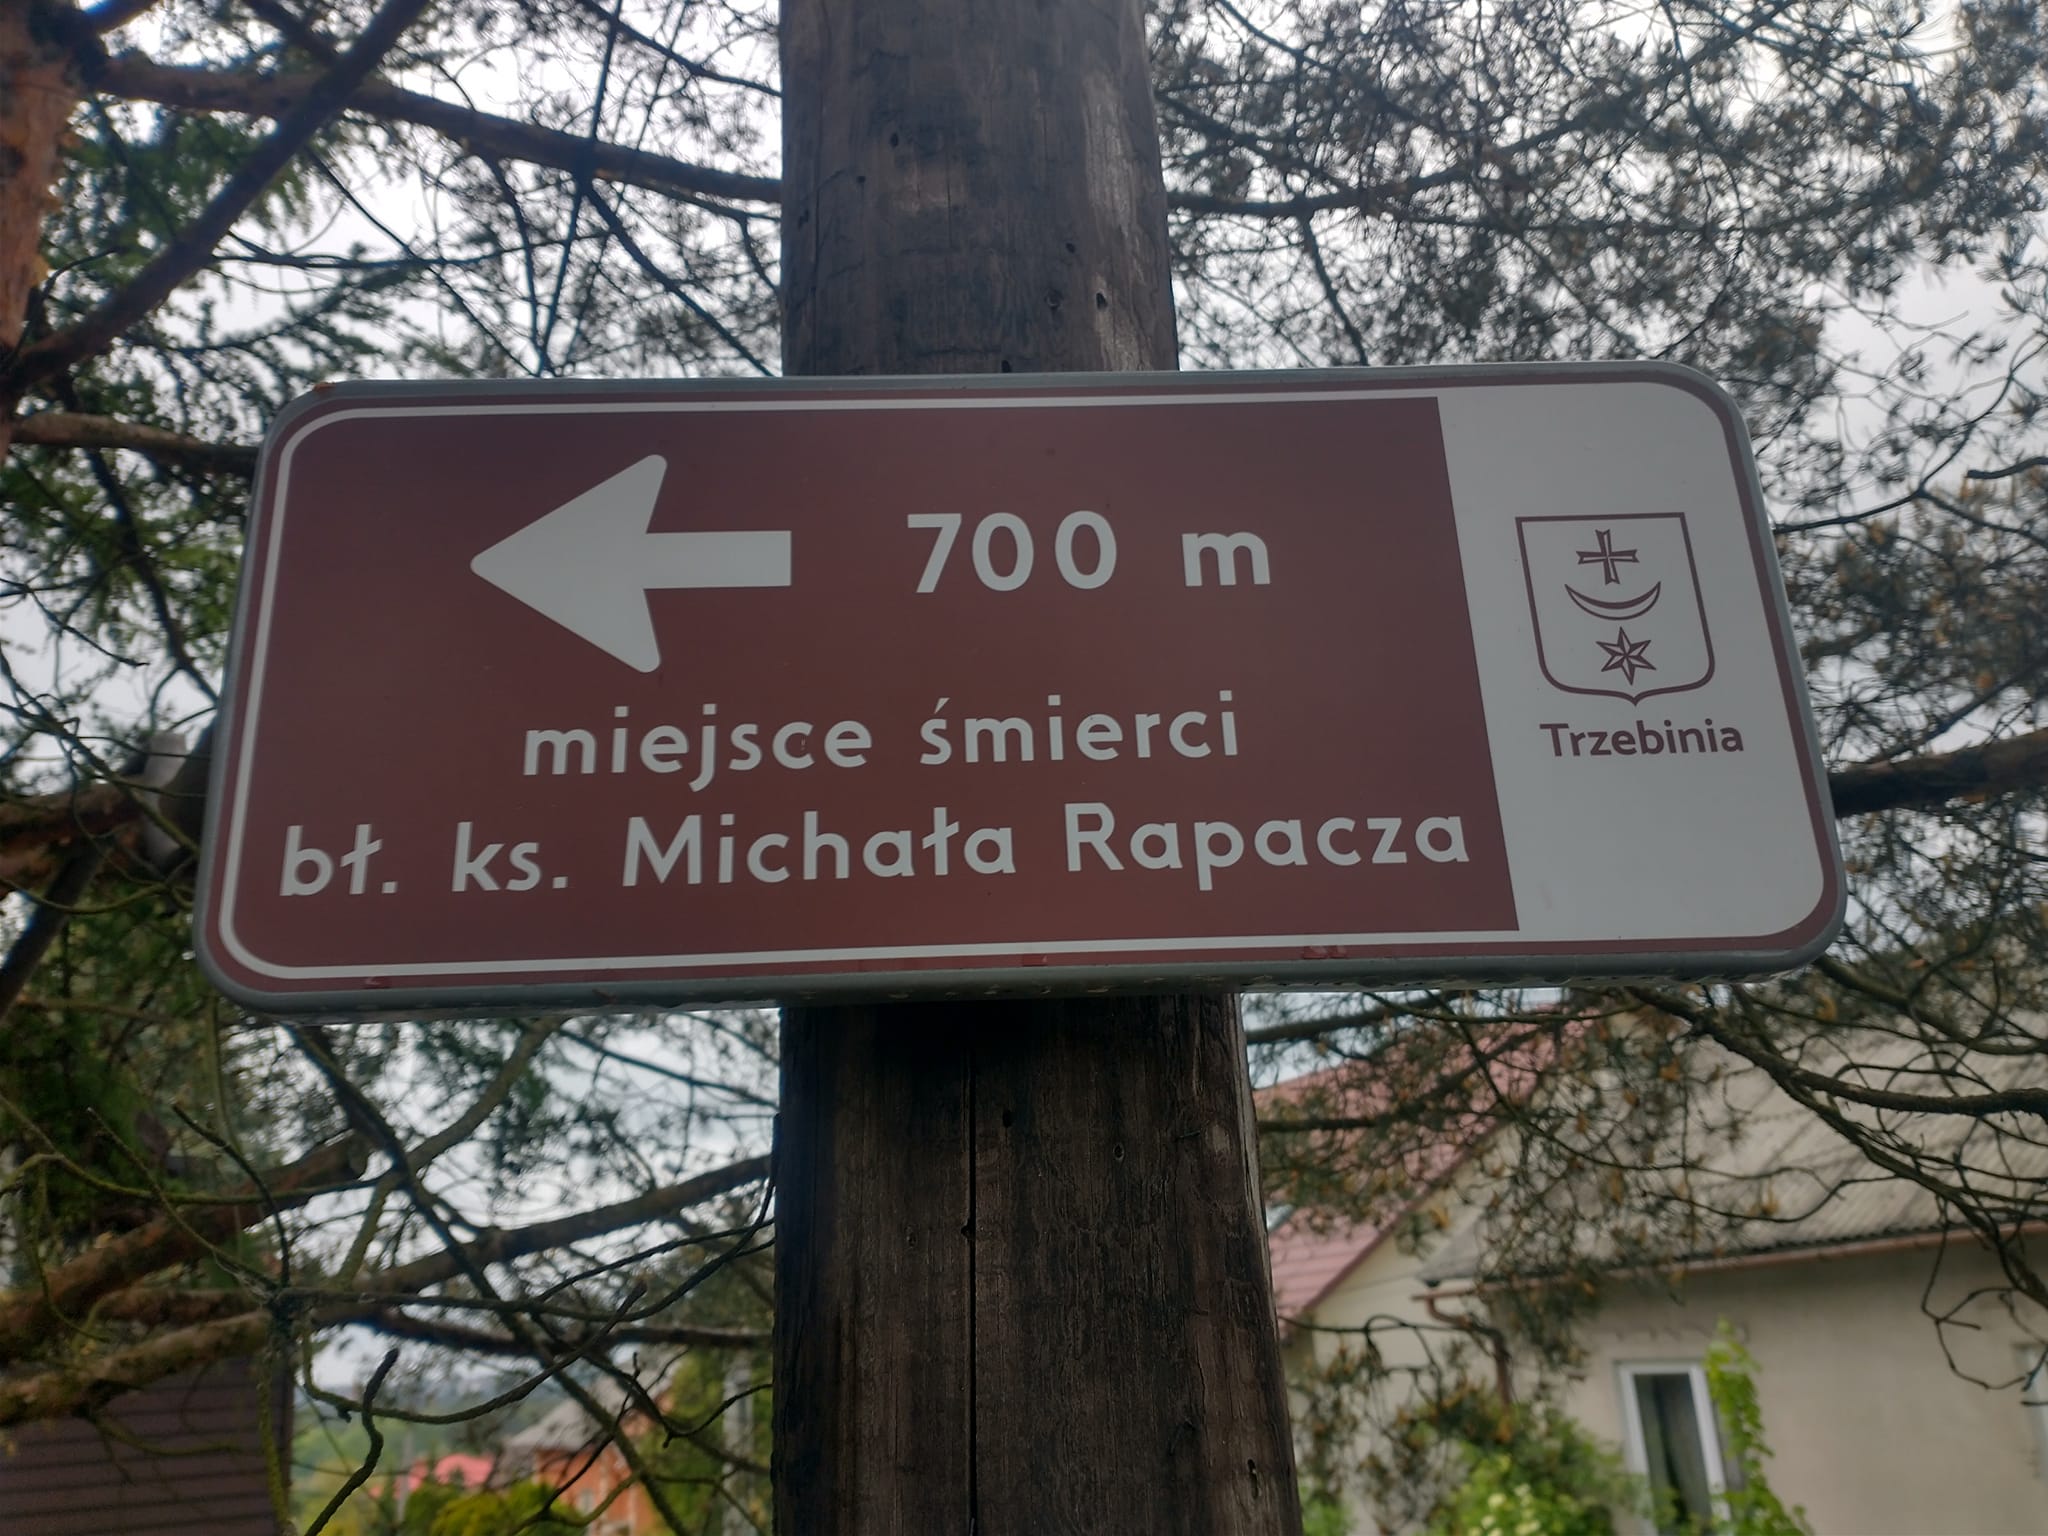 700 m
miejsce śmierci
bł. ks. Michała Rapacza
Trzebinia